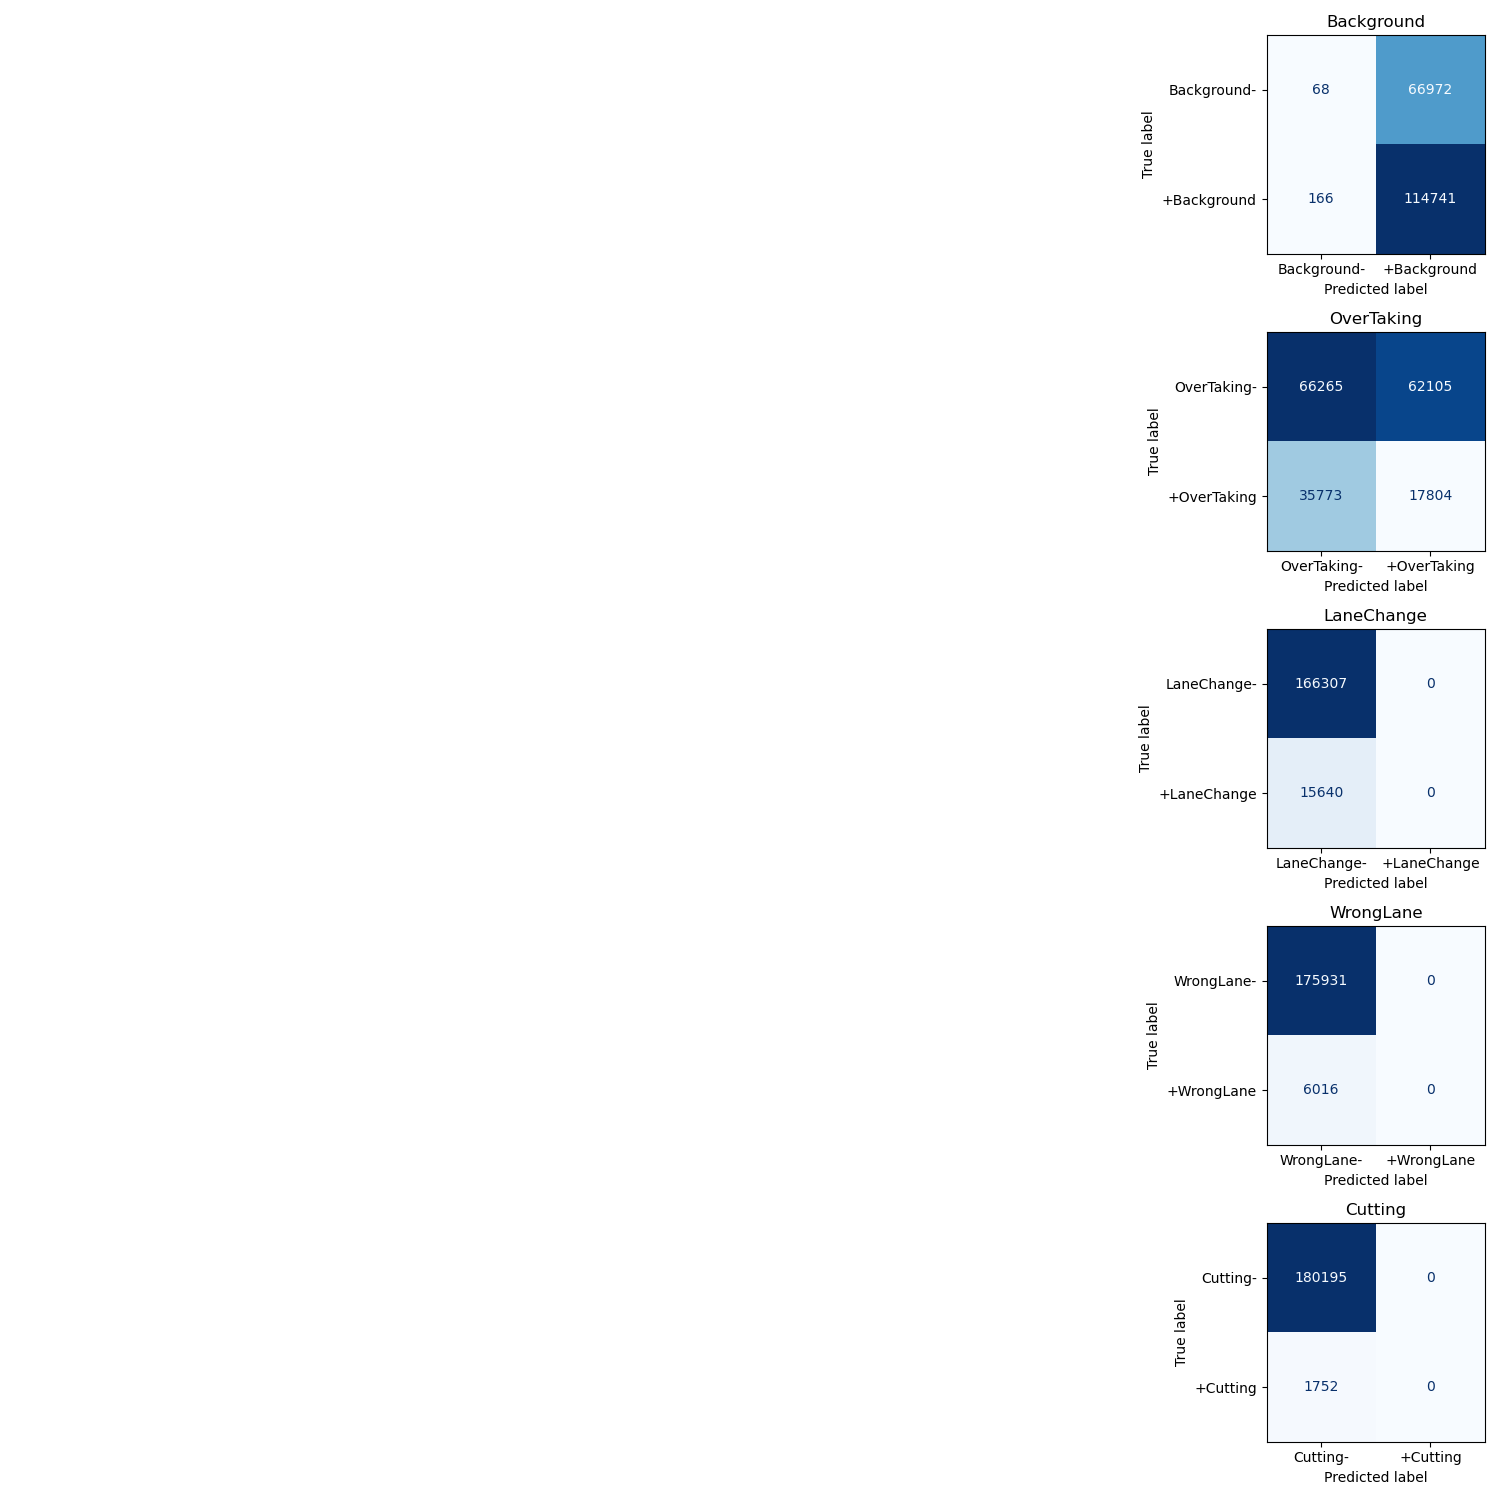 Background
True label
Background-
68
66972
+Background
166
114741
Background-
+Background
Predicted label
OverTaking
True label
OverTaking-
66265
62105
+OverTaking
35773
17804
OverTaking-
+OverTaking
Predicted label
LaneChange
True label
LaneChange-
166307
0
+LaneChange
15640
0
LaneChange-
+LaneChange
Predicted label
WrongLane
True label
WrongLane-
175931
0
+WrongLane
6016
0
WrongLane-
+WrongLane
Predicted label
Cutting
True label
Cutting-
180195
0
+Cutting
1752
0
Cutting-
+Cutting
Predicted label